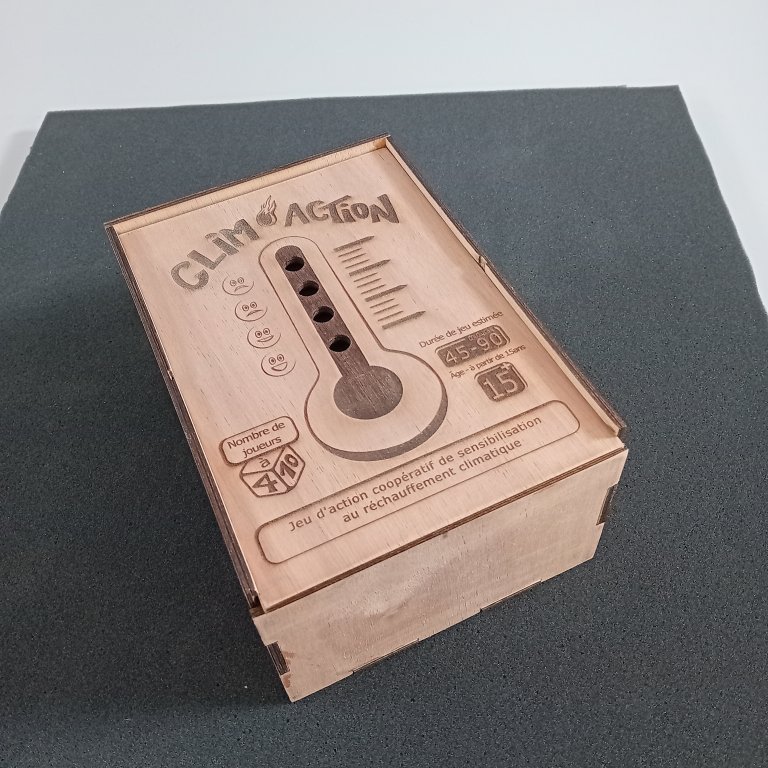 CLIM ACTION
Durée de jeu estimée
45-90
Âge - à partir de 15ans
15+
Nombre de
joueurs
4 à 10
Jeu d'action coopératif de sensibilisation
au réchauffement climatique